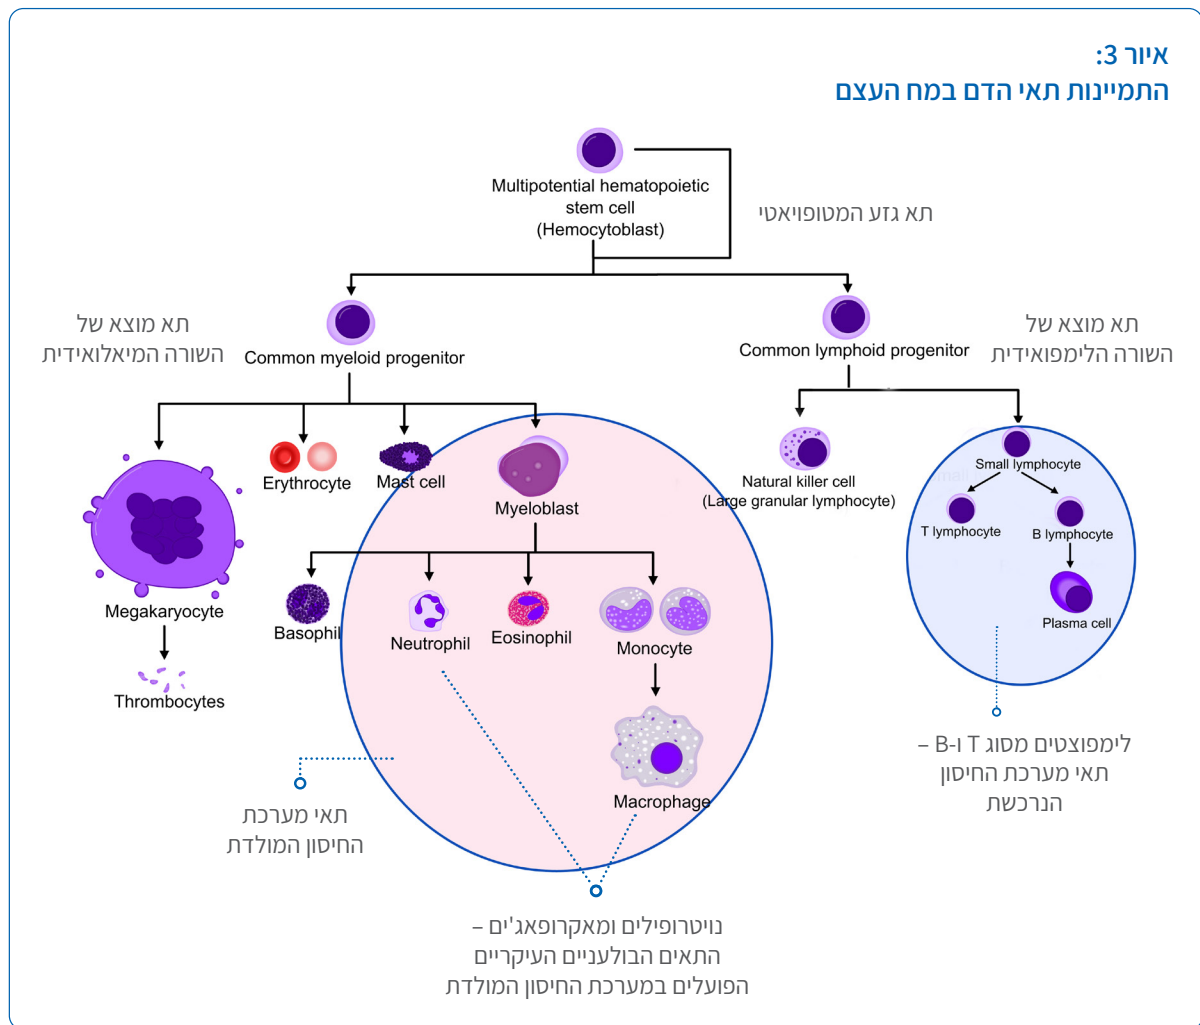 איור 3:
התמיינות תאי הדם במח העצם
Multipotential hematopoietic
stem cell
(Hemocytoblast)
תא גזע המטופויאטי
תא מוצא של
השורה המיאלואידית
Common myeloid progenitor
Common lymphoid progenitor
תא מוצא של
השורה הלימפואידית
Megakaryocyte
Thrombocytes
Erythrocyte
Mast cell
Myeloblast
Basophil
Neutrophil
Eosinophil
Monocyte
Macrophage
Natural killer cell
(Large granular lymphocyte)
Small lymphocyte
T lymphocyte
B lymphocyte
Plasma cell
תאי מערכת
החיסון המולדת
נויטרופילים ומאקרופאג'ים –
התאים הבולעניים העיקריים
הפועלים במערכת החיסון המולדת
לימפוצטים מסוג T ו-B –
תאי מערכת החיסון
הנרכשת